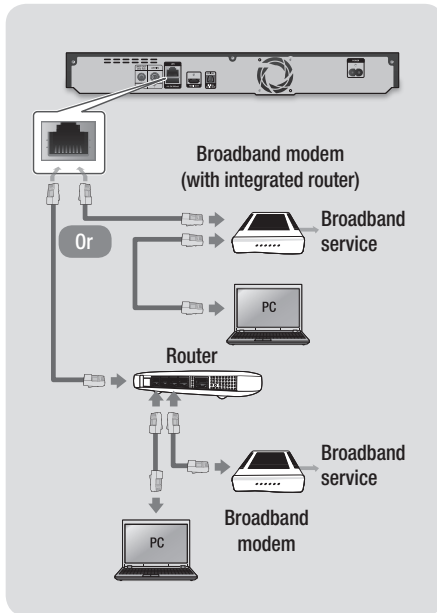 Broadband modem
(with integrated router)
Or
Broadband
service
PC
Router
Broadband
service
Broadband
modem
PC